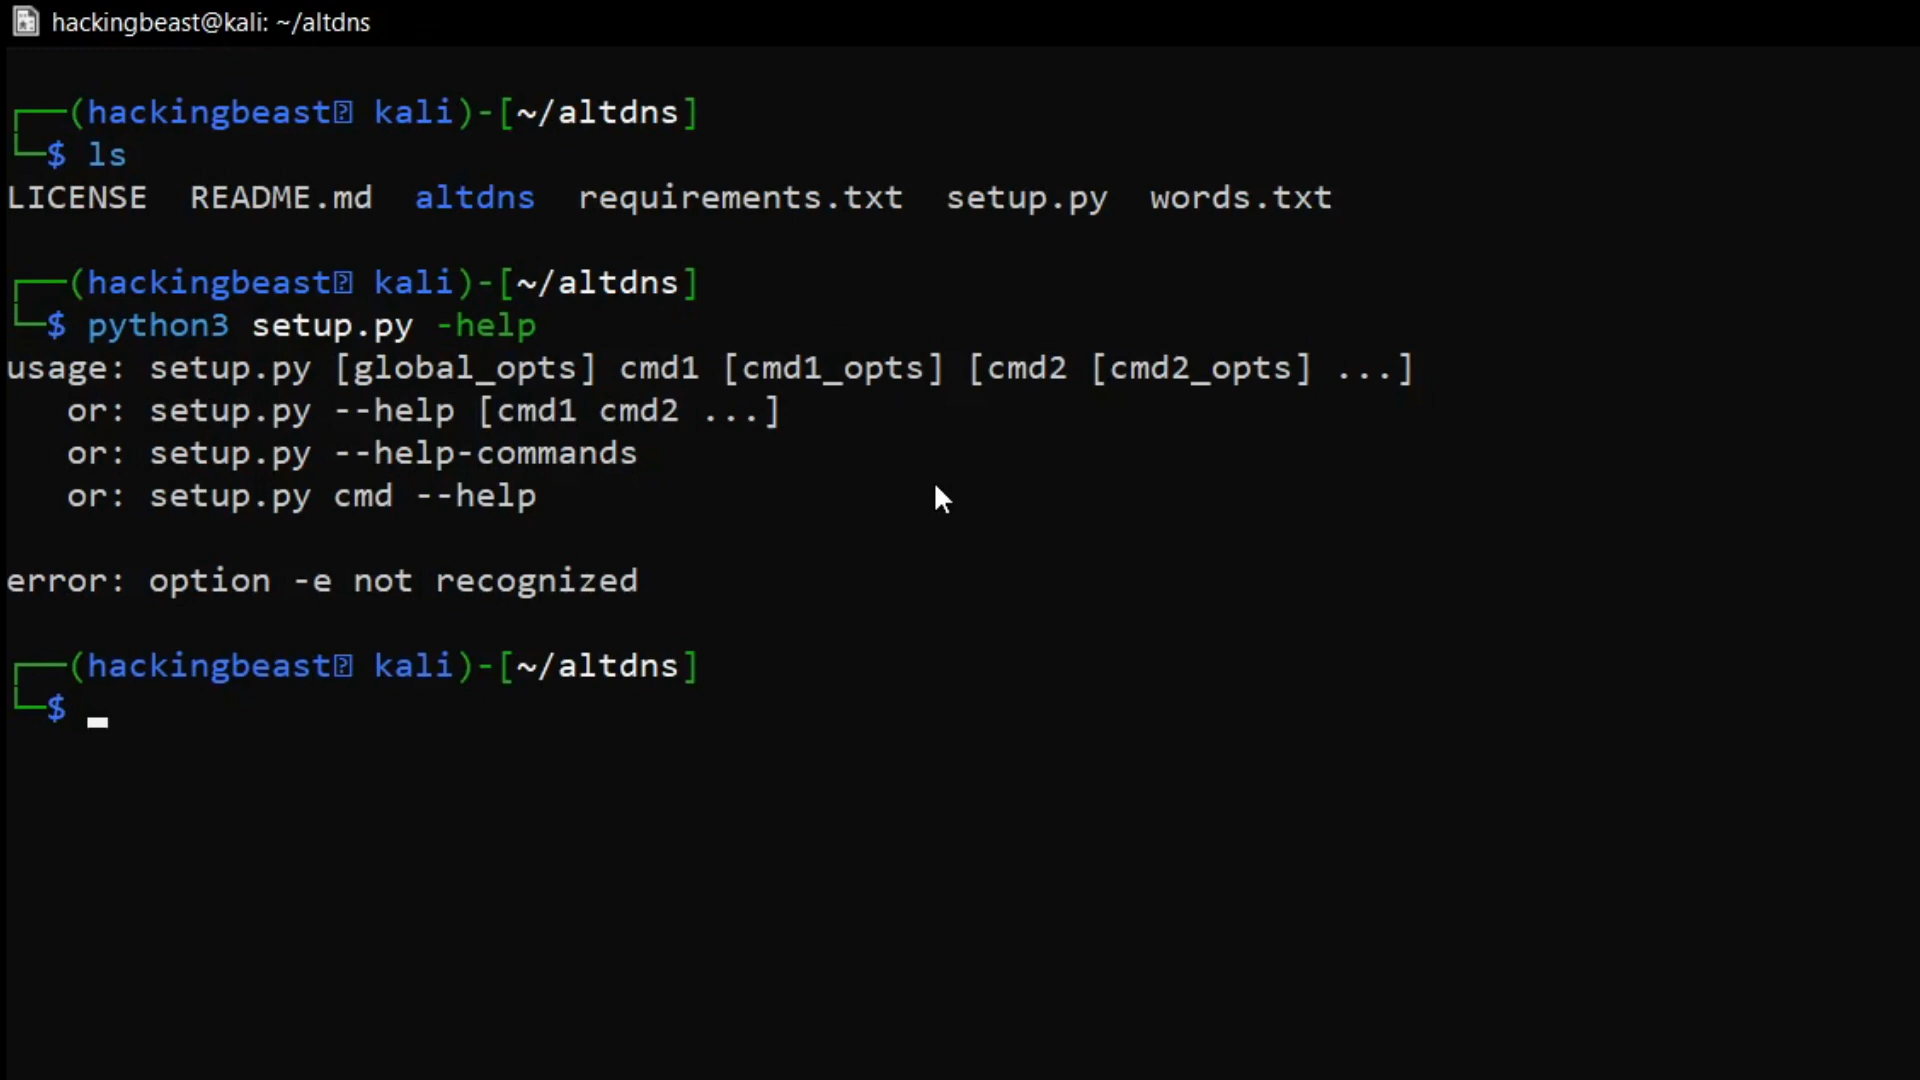 hackingbeast@kali: ~/altdns
┌──(hackingbeast⍰ kali)-[~/altdns]
└─$ ls
LICENSE  README.md  altdns  requirements.txt  setup.py  words.txt
┌──(hackingbeast⍰ kali)-[~/altdns]
└─$ python3 setup.py -help
usage: setup.py [global_opts] cmd1 [cmd1_opts] [cmd2 [cmd2_opts] ...]
   or: setup.py --help [cmd1 cmd2 ...]
   or: setup.py --help-commands
   or: setup.py cmd --help
error: option -e not recognized
┌──(hackingbeast⍰ kali)-[~/altdns]
└─$